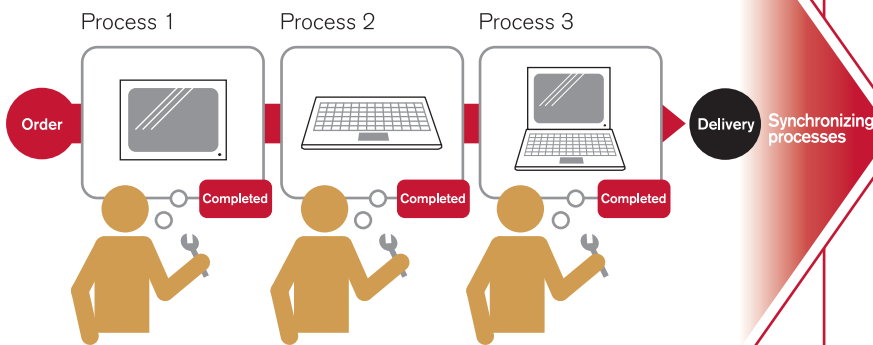 Process 1
Process 2
Process 3
Order
Completed
Completed
Completed
Delivery
Synchronizing
processes